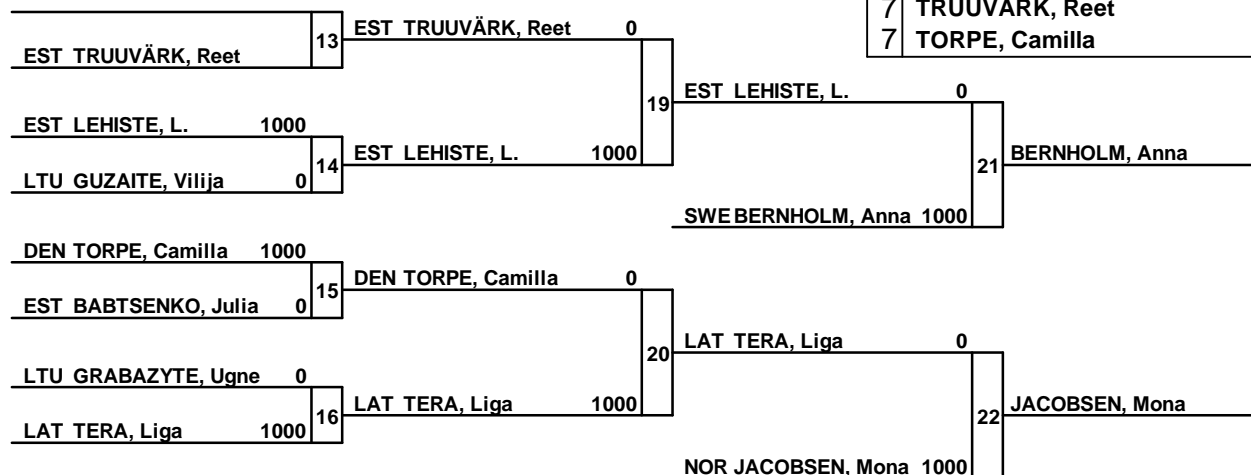 7 TRUUVÄRK, Reet
EST TRUUVÄRK, Reet 0
13
EST TRUUVÄRK, Reet
7 TORPE, Camilla
EST LEHISTE, L. 0
19
EST LEHISTE, L. 1000
14
EST LEHISTE, L. 1000
BERNHOLM, Anna
21
LTU GUZAITE, Vilija 0
SWE BERNHOLM, Anna 1000
DEN TORPE, Camilla 1000
15
DEN TORPE, Camilla 0
EST BABTSENKO, Julia 0
LAT TERA, Liga 0
20
LTU GRABAZYTE, Ugne 0
16
LAT TERA, Liga 1000
JACOBSEN, Mona
22
LAT TERA, Liga 1000
NOR JACOBSEN, Mona 1000